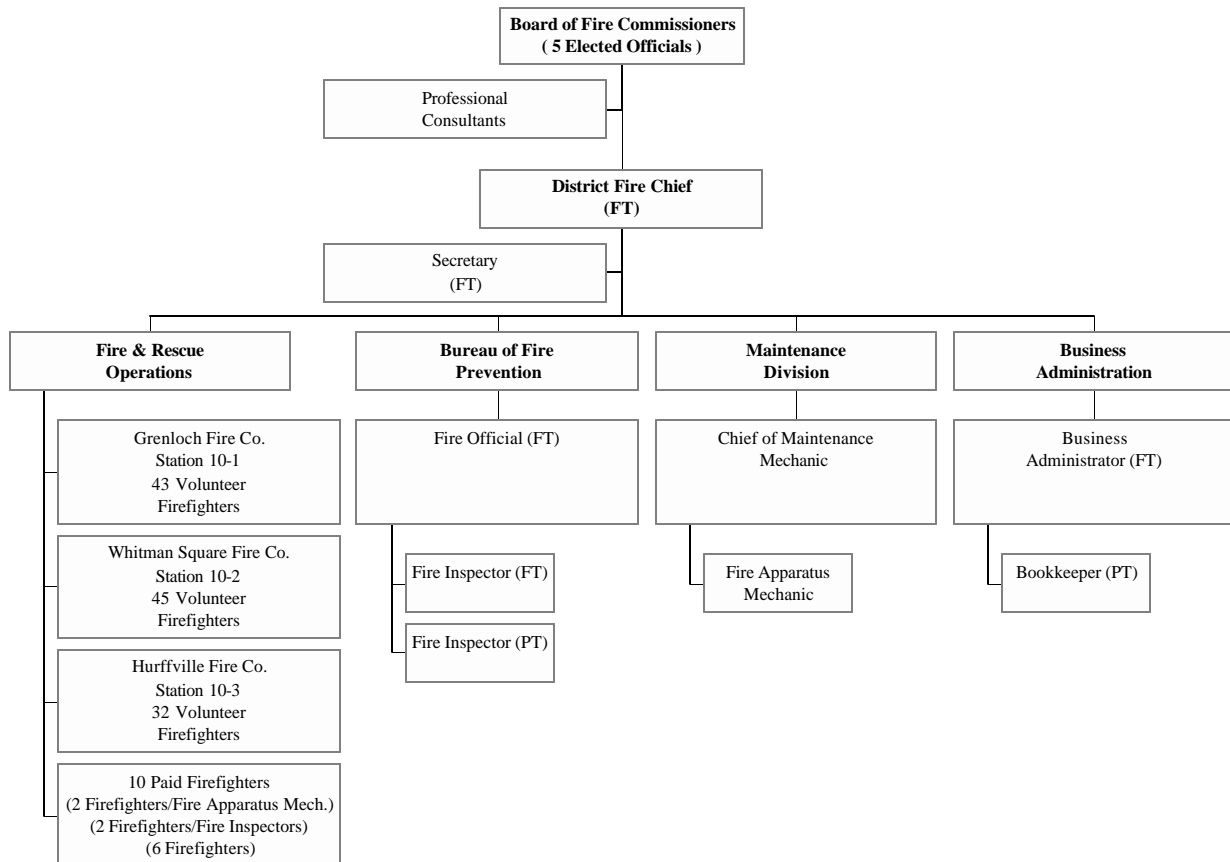 Board of Fire Commissioners
( 5 Elected Officials )
Professional
Consultants
District Fire Chief
(FT)
Secretary
(FT)
Fire & Rescue
Operations
Bureau of Fire
Prevention
Maintenance
Division
Business
Administration
Grenloch Fire Co.
Station 10-1
43 Volunteer
Firefighters
Whitman Square Fire Co.
Station 10-2
45 Volunteer
Firefighters
Hurffville Fire Co.
Station 10-3
32 Volunteer
Firefighters
10 Paid Firefighters
(2 Firefighters/Fire Apparatus Mech.)
(2 Firefighters/Fire Inspectors)
(6 Firefighters)
Fire Official (FT)
Fire Inspector (FT)
Fire Inspector (PT)
Chief of Maintenance
Mechanic
Fire Apparatus
Mechanic
Business
Administrator (FT)
Bookkeeper (PT)